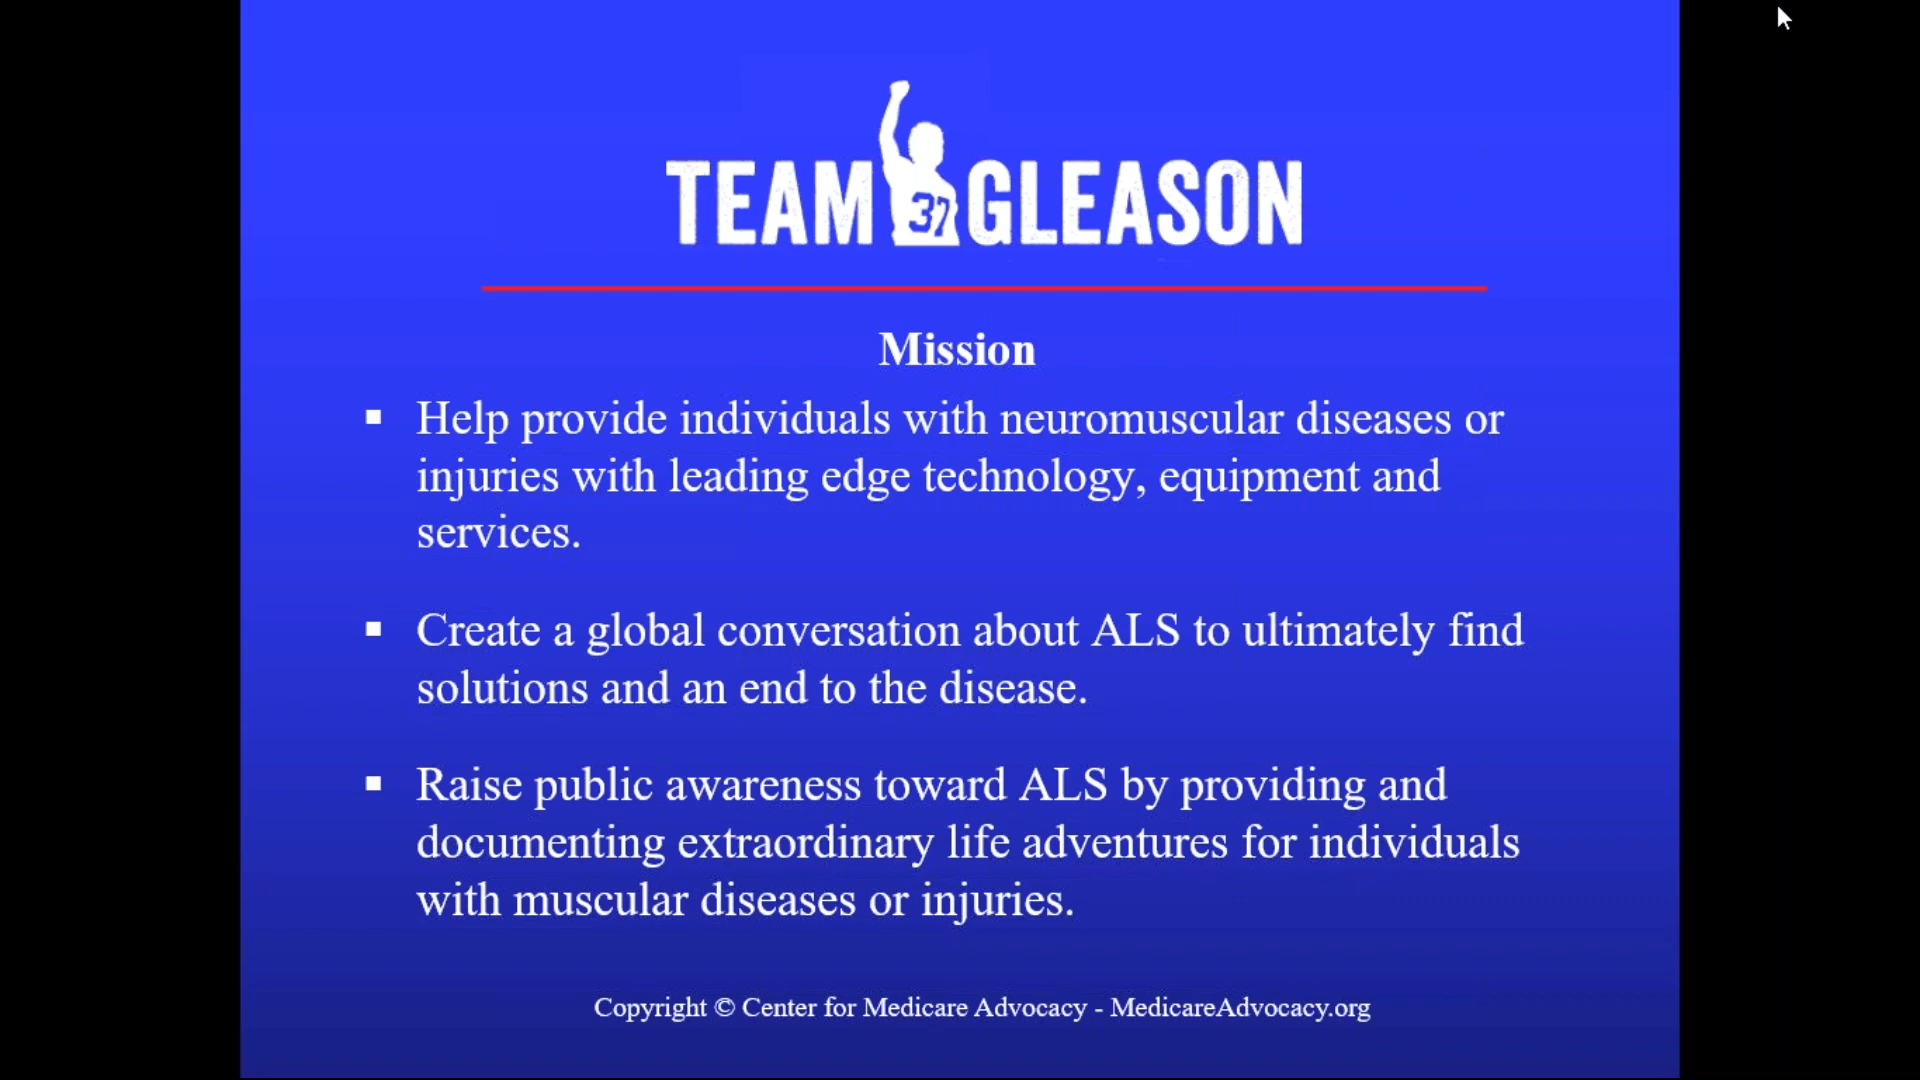 TEAM 37 GLEASON
Mission
▪ Help provide individuals with neuromuscular diseases or
injuries with leading edge technology, equipment and
services.
▪ Create a global conversation about ALS to ultimately find
solutions and an end to the disease.
▪ Raise public awareness toward ALS by providing and
documenting extraordinary life adventures for individuals
with muscular diseases or injuries.
Copyright © Center for Medicare Advocacy - MedicareAdvocacy.org